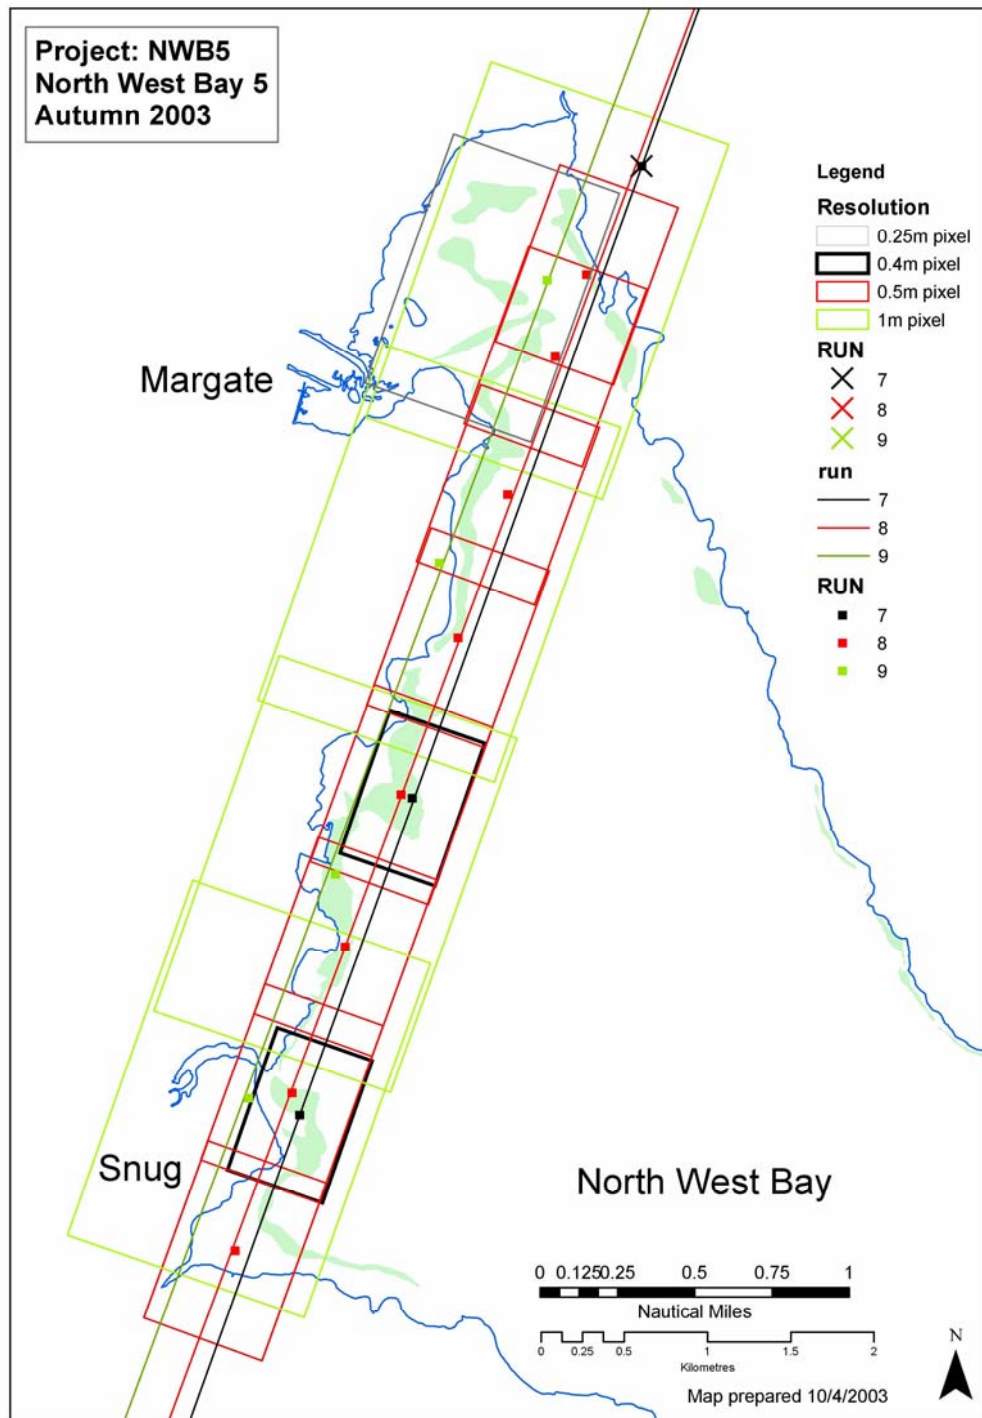 Project: NWB5
North West Bay 5
Autumn 2003
Legend
Resolution
0.25m pixel
0.4m pixel
0.5m pixel
1m pixel
RUN
7
8
9
run
7
8
9
RUN
7
8
9
Margate
Snug
North West Bay
0 0.125 0.25 0.5 0.75 1
Nautical Miles
0 0.25 0.5 1 1.5 2
Kilometres
N
Map prepared 10/4/2003